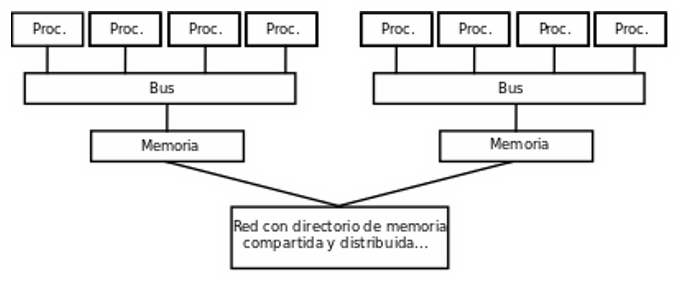 Proc. Proc. Proc. Proc. Proc. Proc. Proc. Proc.
Bus Bus
Memoria Memoria
Red con directorio de memoria
compartida y distribuida...